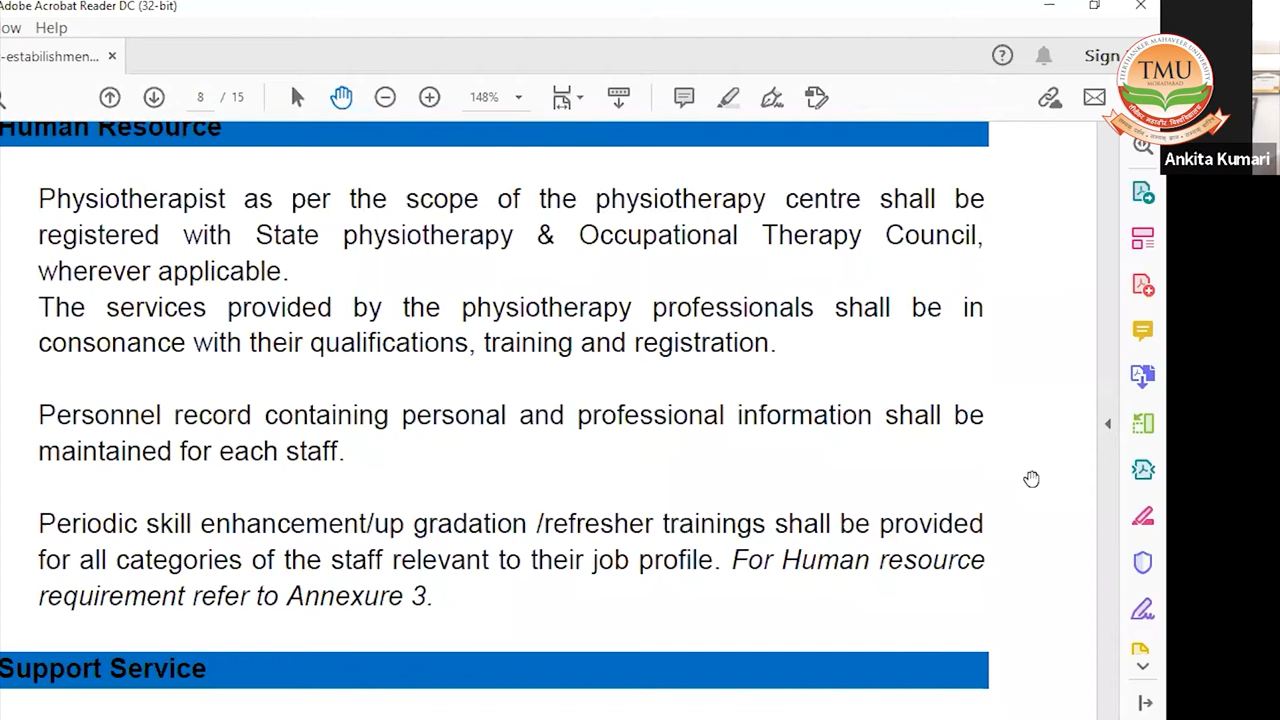 Adobe Acrobat Reader DC (32-bit)
ow Help
-estabilishmen... ×
Sign
8 / 15
148%
Human Resource
Physiotherapist as per the scope of the physiotherapy centre shall be
registered with State physiotherapy & Occupational Therapy Council,
wherever applicable.
The services provided by the physiotherapy professionals shall be in
consonance with their qualifications, training and registration.
Personnel record containing personal and professional information shall be
maintained for each staff.
Periodic skill enhancement/up gradation /refresher trainings shall be provided
for all categories of the staff relevant to their job profile. For Human resource
requirement refer to Annexure 3.
Support Service
TEERTHANKER MAHAVEER UNIVERSITY
TMU
MORADABAD
Ankita Kumari